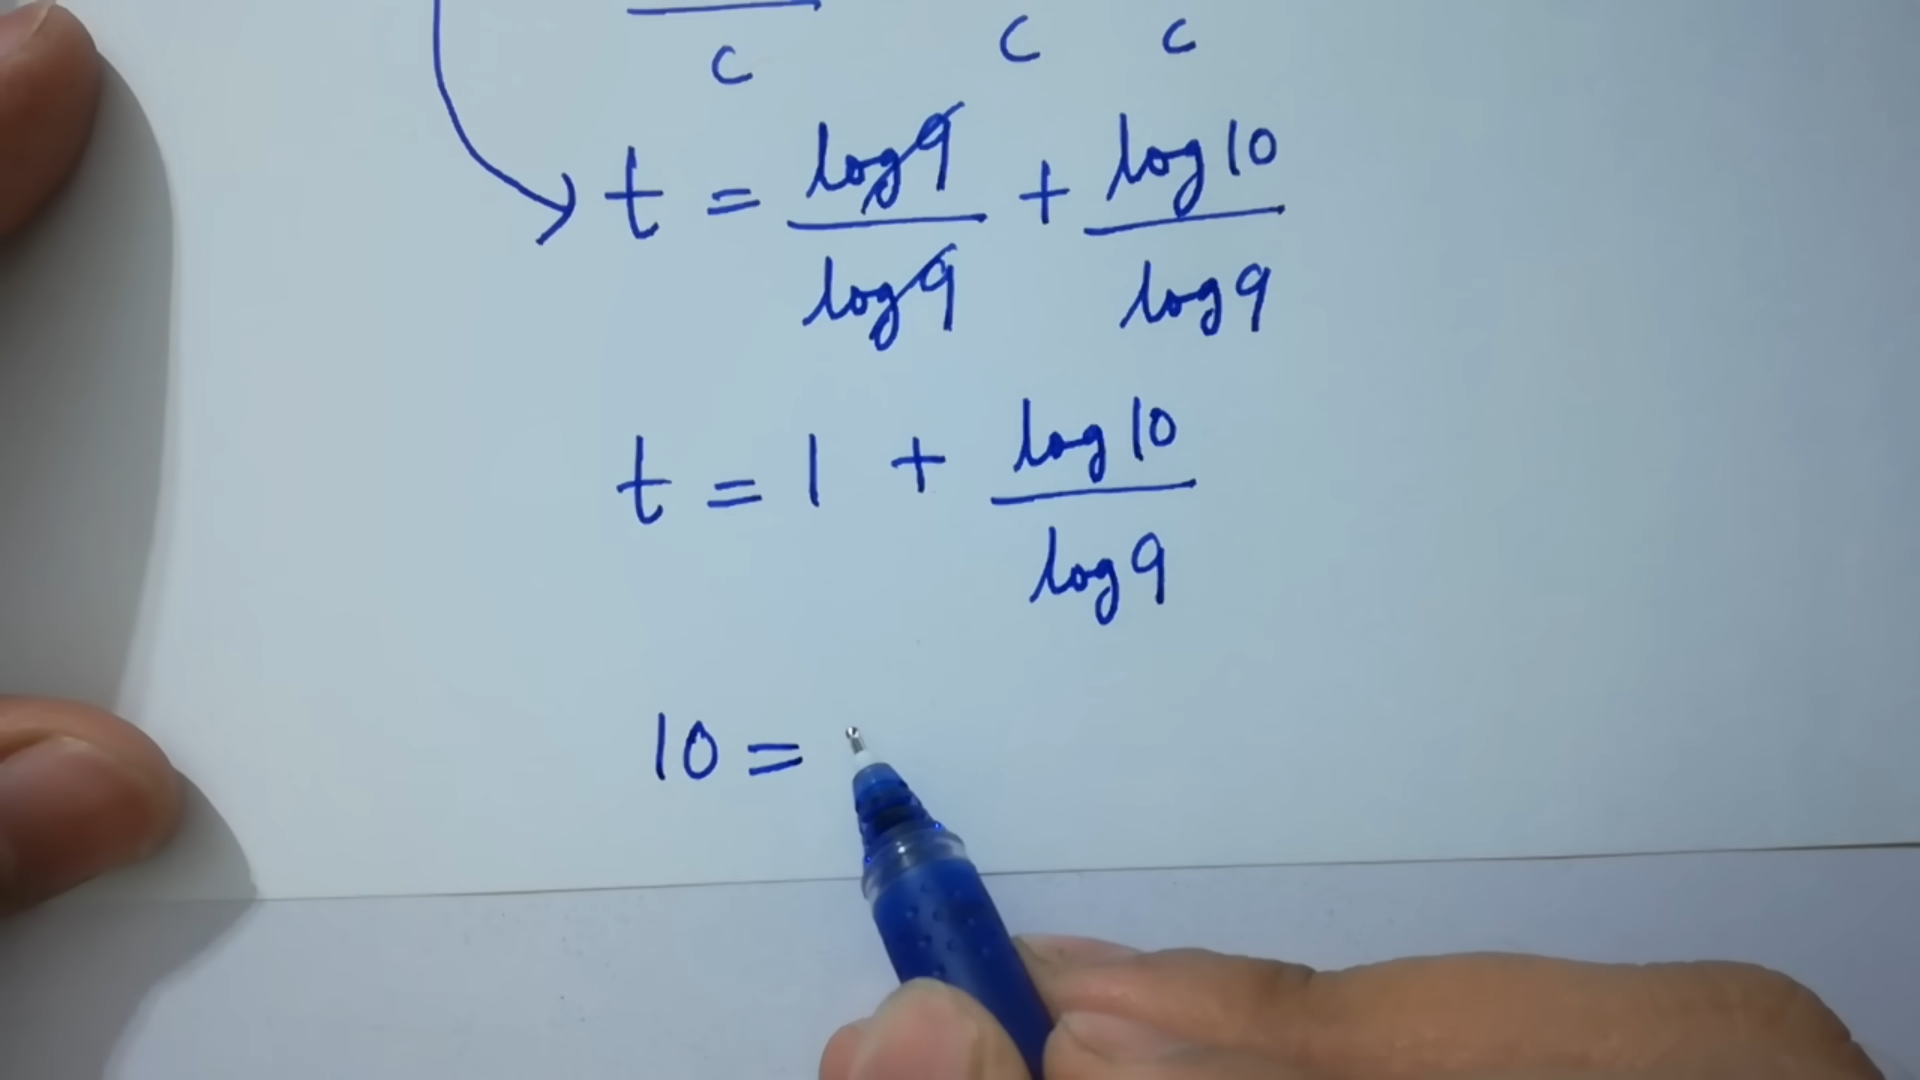 c c c
t = log9/log9 + log10/log9
t = 1 + log10/log9
10 =